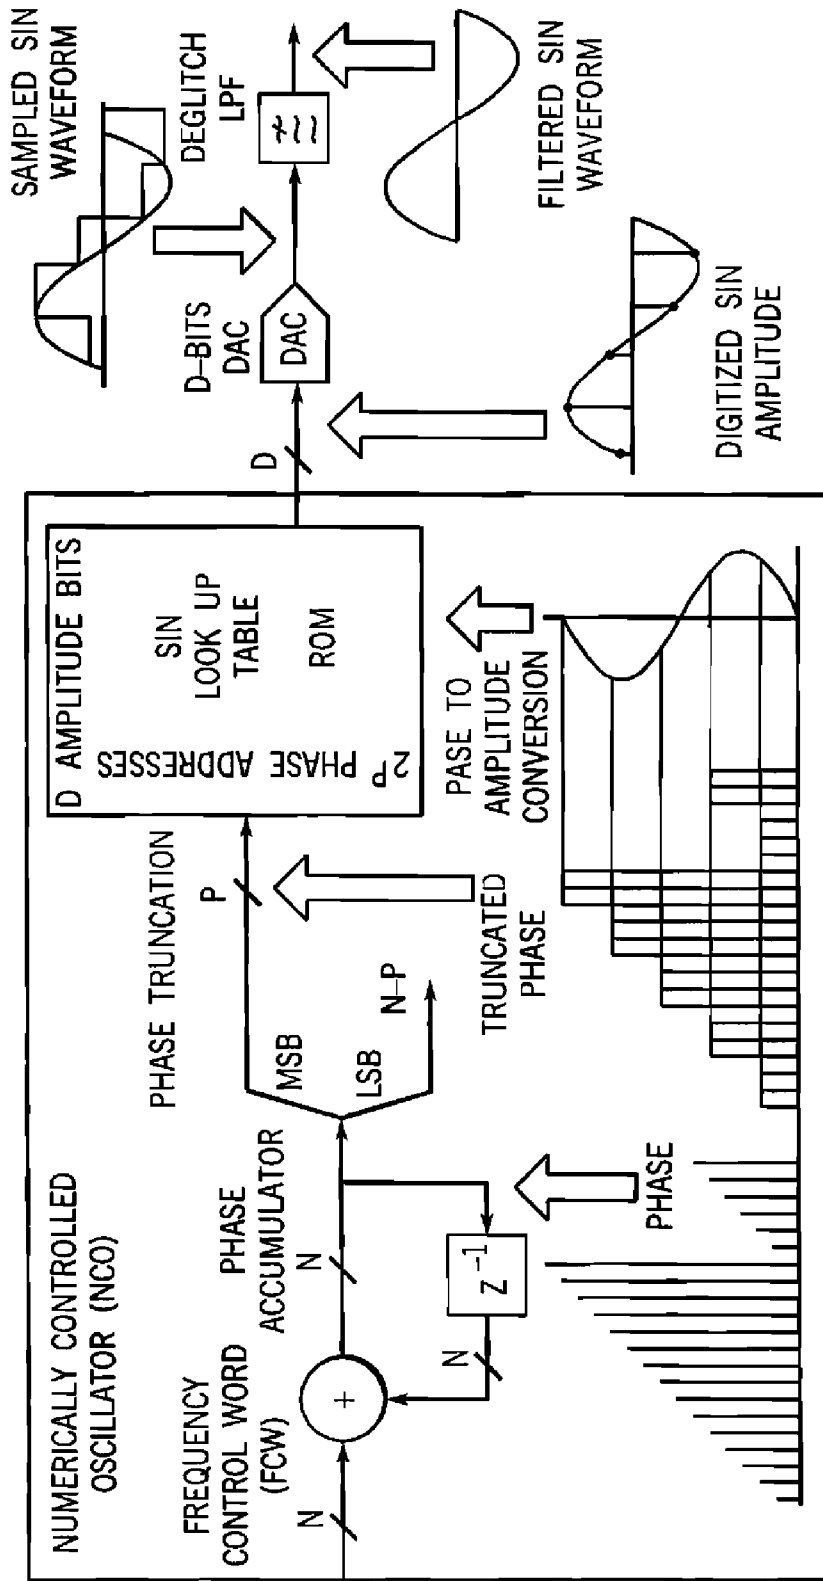 NUMERICALLY CONTROLLED
OSCILLATOR (NCO)
FREQUENCY
CONTROL WORD
(FCW)
N
+
PHASE
ACCUMULATOR
N
Z⁻¹
N
PHASE
PHASE TRUNCATION
MSB
LSB
P
N-P
TRUNCATED
PHASE
D AMPLITUDE BITS
2ᴾ PHASE ADDRESSES
SIN
LOOK UP
TABLE
ROM
PASE TO
AMPLITUDE
CONVERSION
D
D-BITS
DAC
DAC
DIGITIZED SIN
AMPLITUDE
SAMPLED SIN
WAVEFORM
DEGLITCH
LPF
FILTERED SIN
WAVEFORM